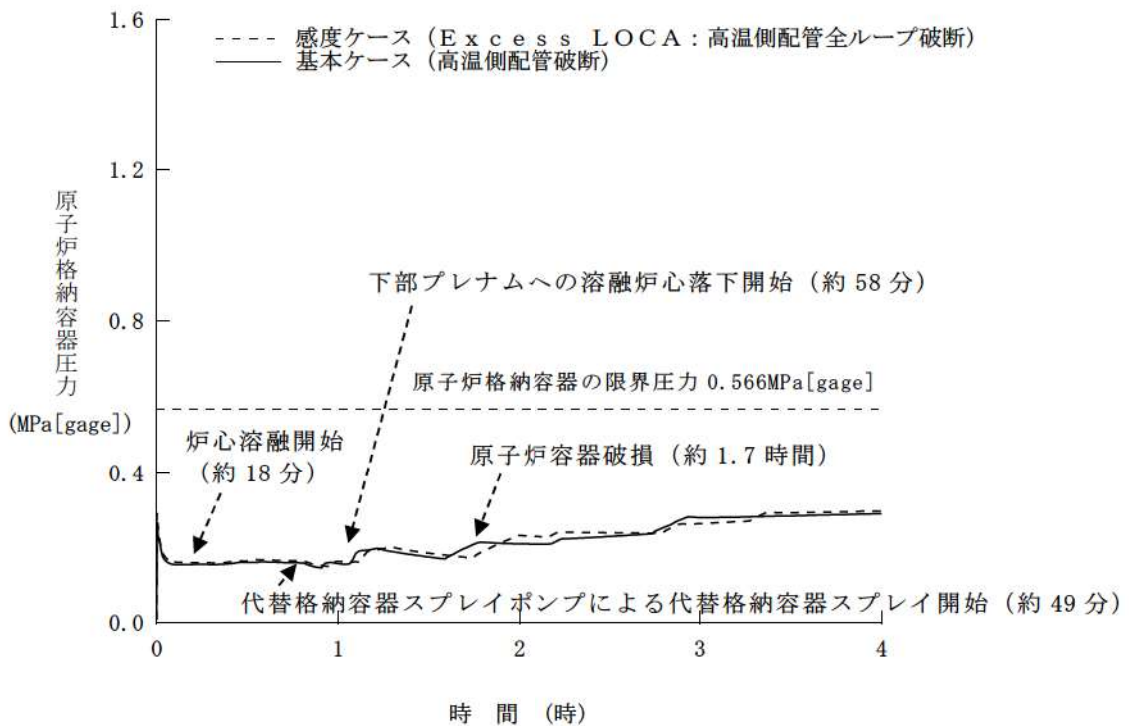 1.6
感度ケース（Ｅｘｃｅｓｓ ＬＯＣＡ：高温側配管全ループ破断）
基本ケース（高温側配管破断）
1.2
原子炉格納容器圧力
(MPa[gage])
下部プレナムへの溶融炉心落下開始（約 58 分）
0.8
原子炉格納容器の限界圧力 0.566MPa[gage]
炉心溶融開始
（約 18 分）
原子炉容器破損（約 1.7 時間）
0.4
代替格納容器スプレイポンプによる代替格納容器スプレイ開始（約 49 分）
0.0
0 1 2 3 4
時 間 (時)